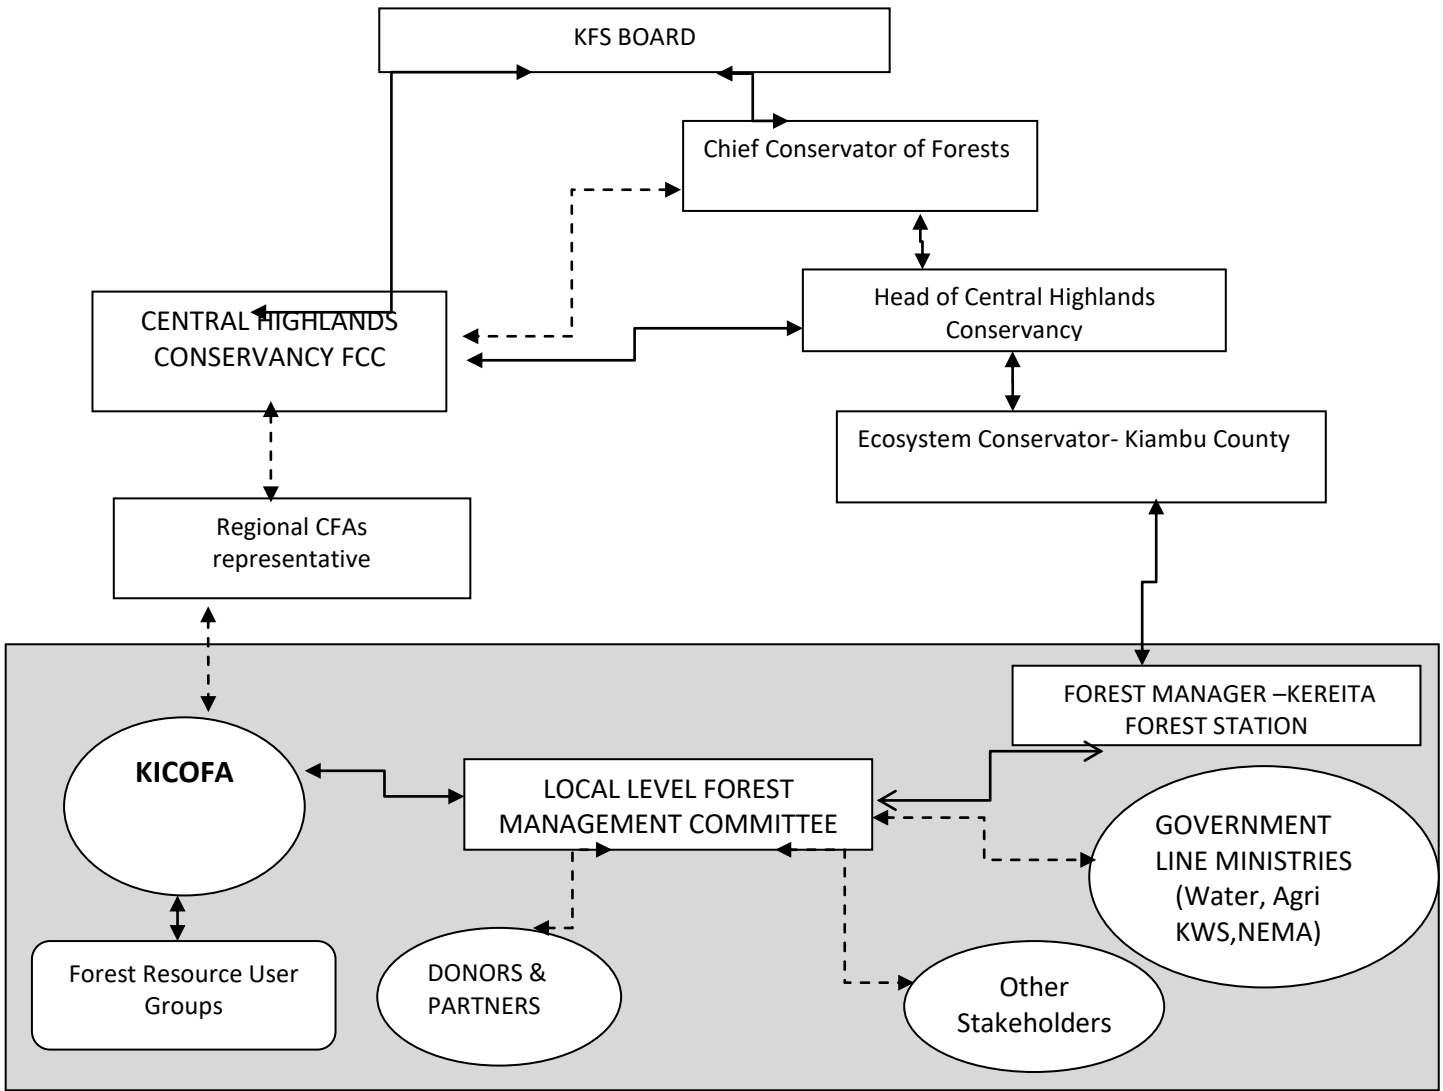 KFS BOARD
Chief Conservator of Forests
Head of Central Highlands
Conservancy
CENTRAL HIGHLANDS
CONSERVANCY FCC
Ecosystem Conservator- Kiambu County
Regional CFAs
representative
FOREST MANAGER –KEREITA
FOREST STATION
KICOFA
LOCAL LEVEL FOREST
MANAGEMENT COMMITTEE
GOVERNMENT
LINE MINISTRIES
(Water, Agri
KWS,NEMA)
Forest Resource User
Groups
DONORS &
PARTNERS
Other
Stakeholders